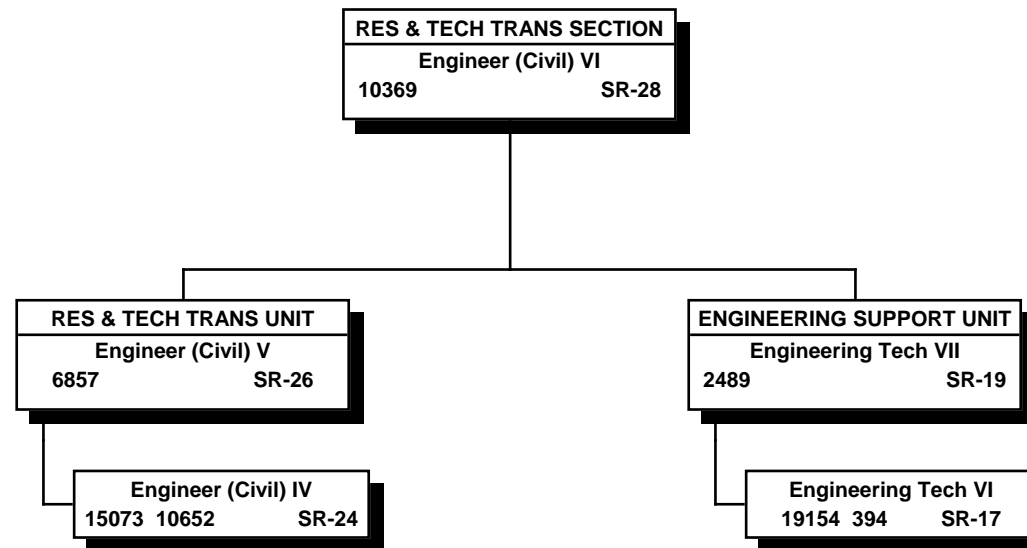 RES & TECH TRANS SECTION
Engineer (Civil) VI
10369 SR-28
RES & TECH TRANS UNIT
Engineer (Civil) V
6857 SR-26
Engineer (Civil) IV
15073 10652 SR-24
ENGINEERING SUPPORT UNIT
Engineering Tech VII
2489 SR-19
Engineering Tech VI
19154 394 SR-17